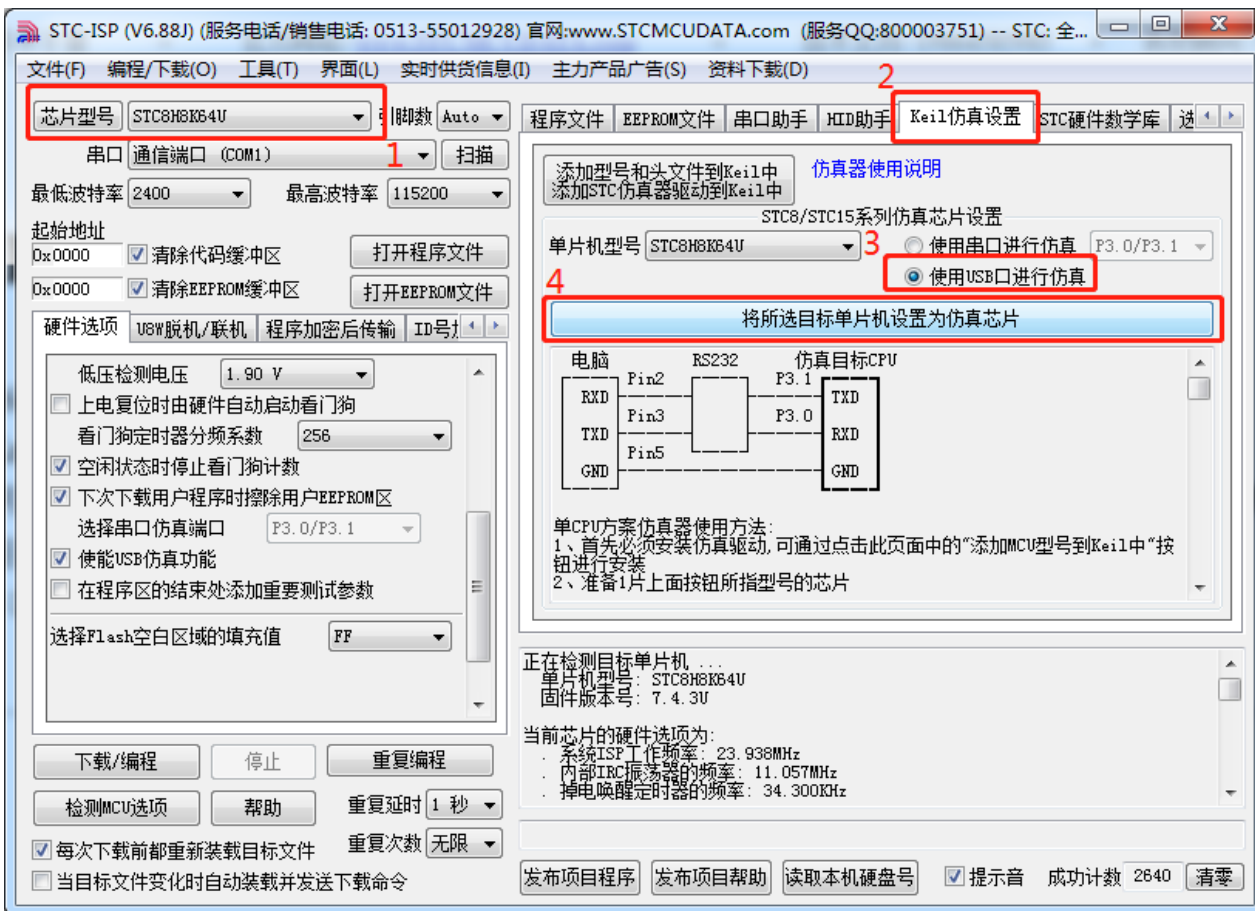 STC-ISP (V6.88J) (服务电话/销售电话: 0513-55012928) 官网:www.STCMCUDATA.com (服务QQ:800003751) -- STC: 全...
文件(F) 编程/下载(O) 工具(T) 界面(L) 实时供货信息(I) 主力产品广告(S) 资料下载(D)
2
芯片型号 STC8H8K64U 引脚数 Auto
1
串口 通信端口 (COM1) 扫描
最低波特率 2400 最高波特率 115200
起始地址
0x0000 清除代码缓冲区 打开程序文件
0x0000 清除EEPROM缓冲区 打开EEPROM文件
硬件选项 U8W脱机/联机 程序加密后传输 ID号
低压检测电压 1.90 V
上电复位时由硬件自动启动看门狗
看门狗定时器分频系数 256
空闲状态时停止看门狗计数
下次下载用户程序时擦除用户EEPROM区
选择串口仿真端口 P3.0/P3.1
使能USB仿真功能
在程序区的结束处添加重要测试参数
选择Flash空白区域的填充值 FF
下载/编程 停止 重复编程
检测MCU选项 帮助 重复延时 1 秒
每次下载前都重新装载目标文件 重复次数 无限
当目标文件变化时自动装载并发送下载命令
程序文件 EEPROM文件 串口助手 HID助手 Keil仿真设置 STC硬件数学库 选
添加型号和头文件到Keil中
添加STC仿真器驱动到Keil中
仿真器使用说明
STC8/STC15系列仿真芯片设置
单片机型号 STC8H8K64U 3 使用串口进行仿真 P3.0/P3.1
使用USB口进行仿真
4
将所选目标单片机设置为仿真芯片
电脑 RS232 仿真目标CPU
Pin2 P3.1
RXD TXD
Pin3 P3.0
TXD RXD
Pin5
GND GND
单CPU方案仿真器使用方法:
1、首先必须安装仿真驱动,可通过点击此页面中的"添加MCU型号到Keil中"按
钮进行安装
2、准备1片上面按钮所指型号的芯片
正在检测目标单片机 ...
单片机型号: STC8H8K64U
固件版本号: 7.4.3U
当前芯片的硬件选项为:
. 系统ISP工作频率: 23.938MHz
. 内部IRC振荡器的频率: 11.057MHz
. 掉电唤醒定时器的频率: 34.300KHz
发布项目程序 发布项目帮助 读取本机硬盘号 提示音 成功计数 2640 清零